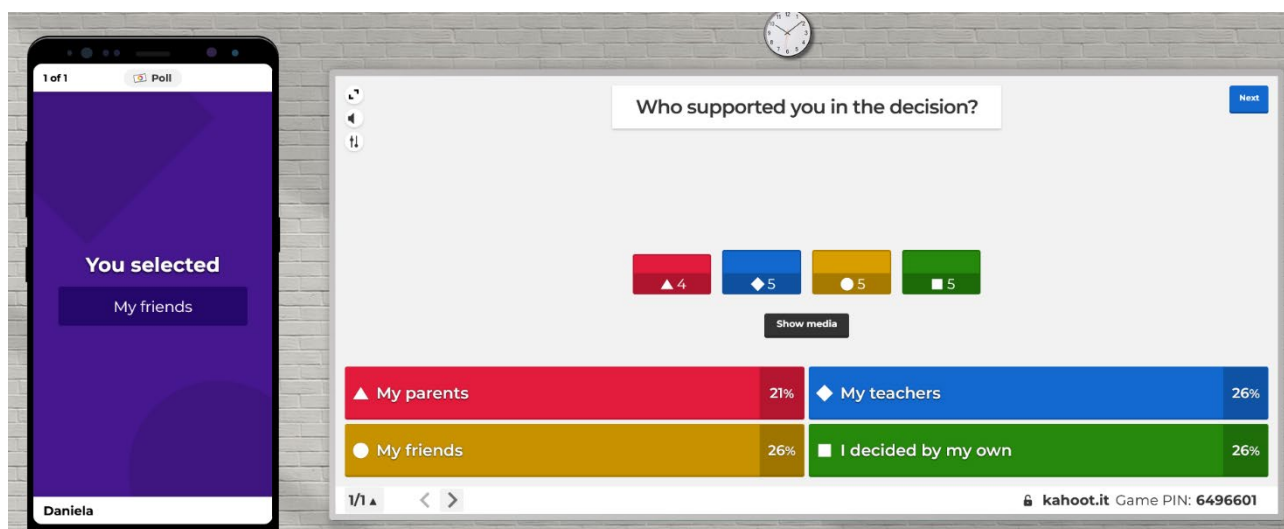 1 of 1 Poll
You selected
My friends
Daniela
Who supported you in the decision?
Next
4 5 5 5
Show media
My parents 21%
My teachers 26%
My friends 26%
I decided by my own 26%
1/1 kahoot.it Game PIN: 6496601